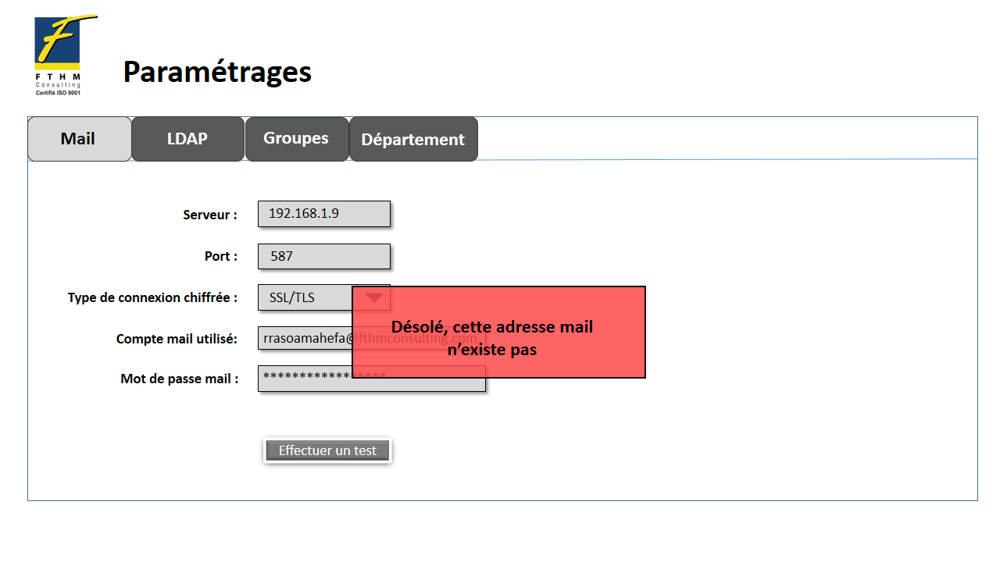 F T H M
Consulting
Certifié ISO 9001
Paramétrages
Mail
LDAP
Groupes
Département
Serveur :
192.168.1.9
Port :
587
Type de connexion chiffrée :
SSL/TLS
Compte mail utilisé:
rrasoamahefa@fthmconsulting.com
Mot de passe mail :
*****************
Désolé, cette adresse mail
n’existe pas
Effectuer un test